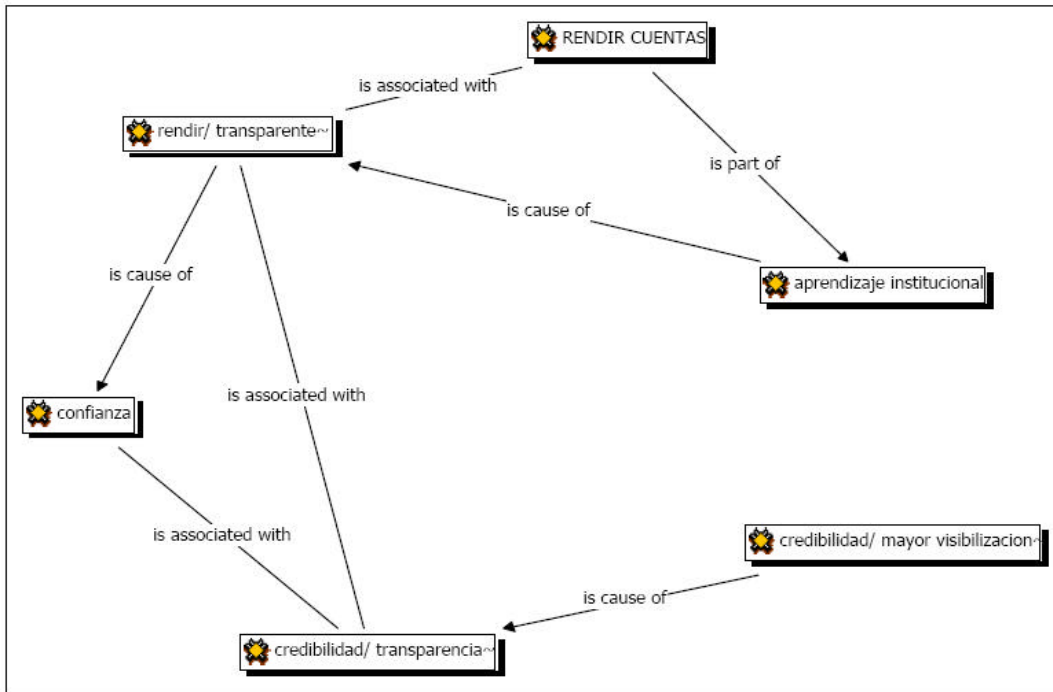 RENDIR CUENTAS
is associated with
rendir/ transparente~
is part of
is cause of
aprendizaje institucional
is cause of
is associated with
confianza
is associated with
credibilidad/ mayor visibilizacion~
is cause of
credibilidad/ transparencia~